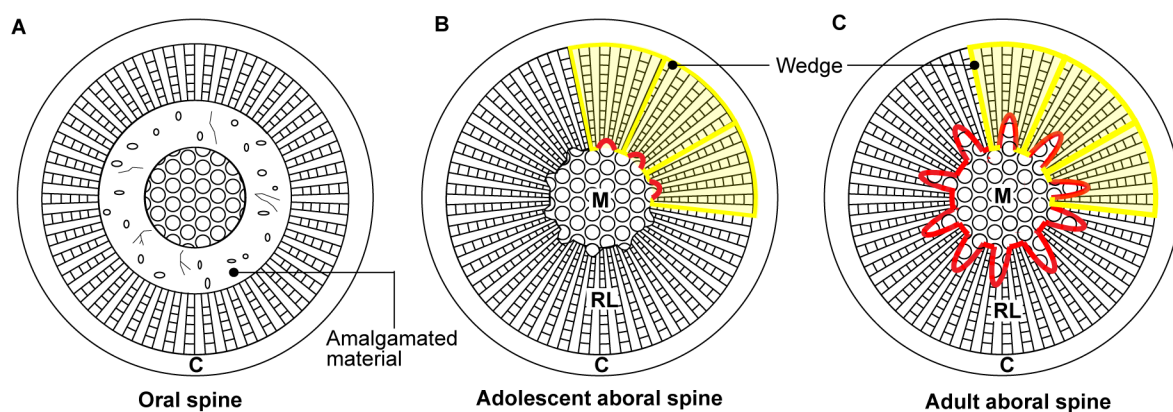 A
B
C
Wedge
M
M
RL
RL
Amalgamated
material
C
C
Oral spine
Adolescent aboral spine
Adult aboral spine